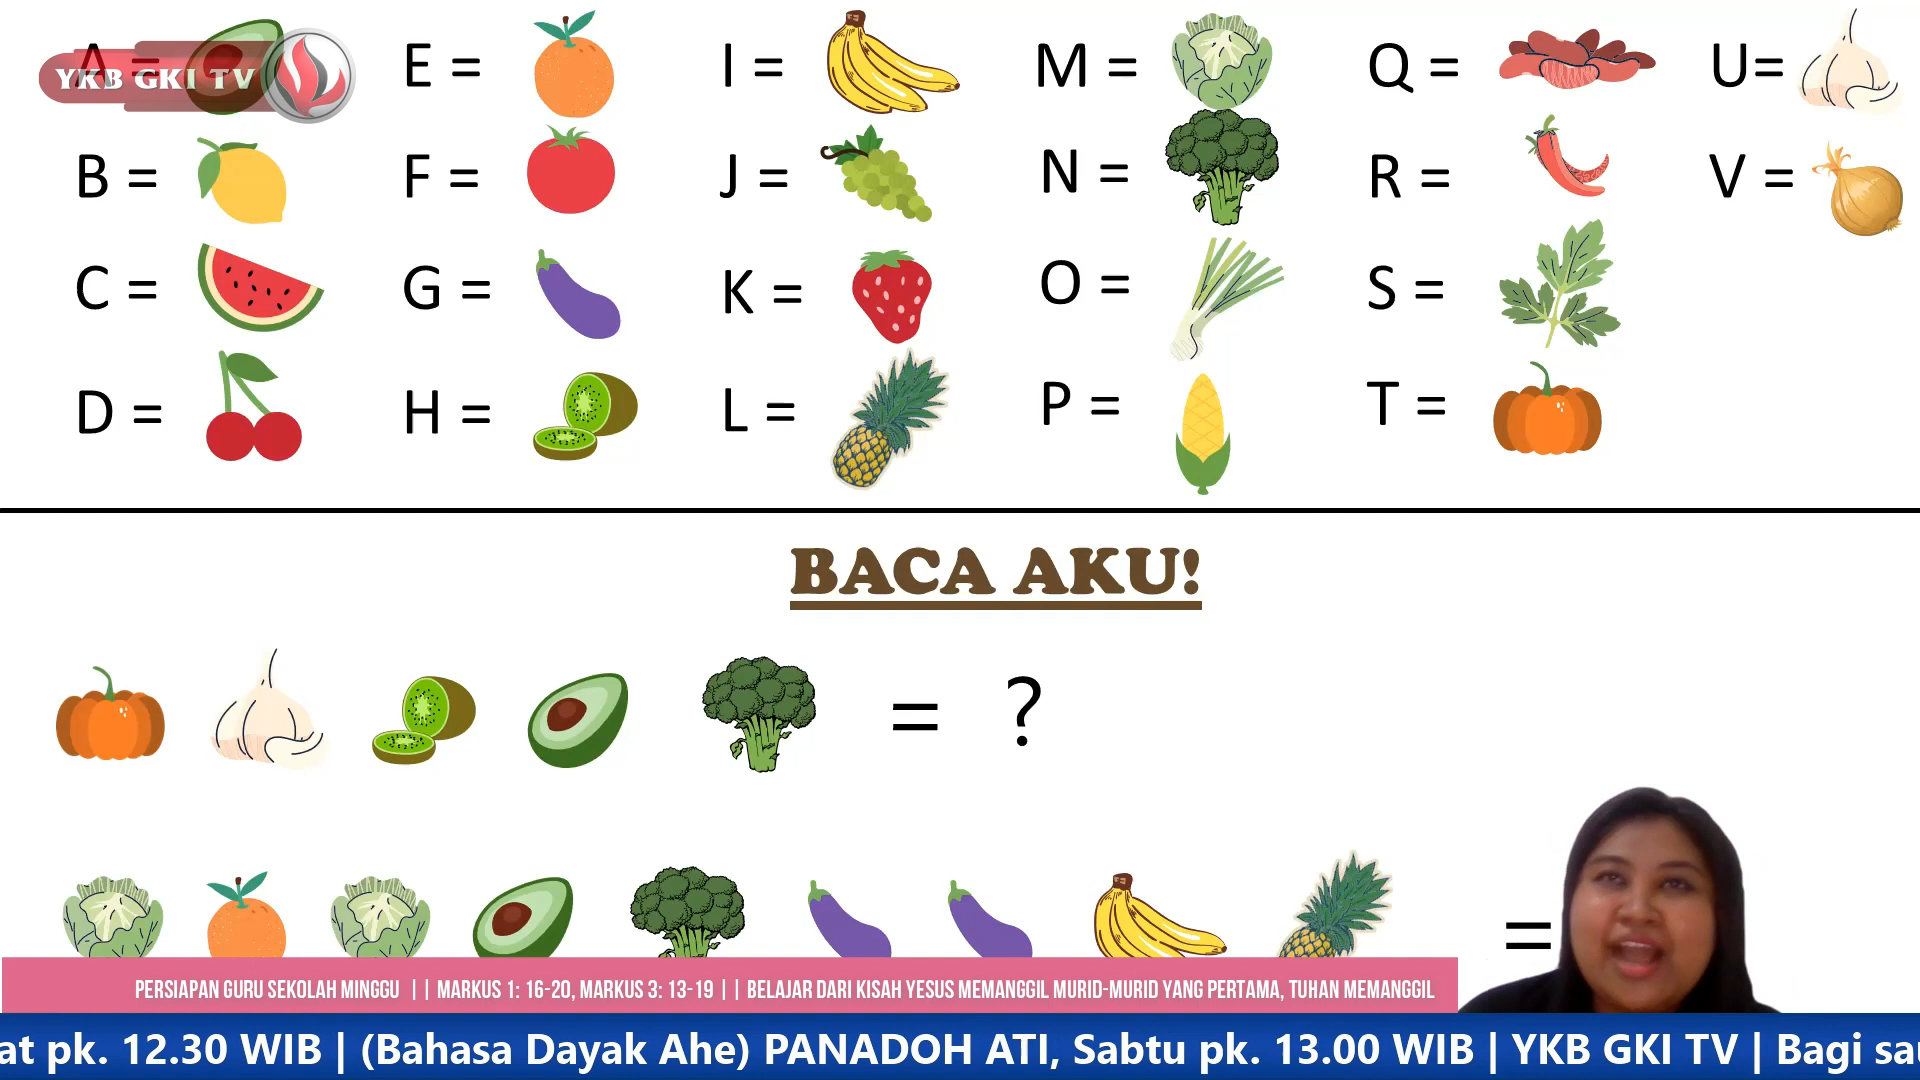 A =
YKB GKI TV
E =
I =
M =
Q =
U=
B =
F =
J =
N =
R =
V =
C =
G =
K =
O =
S =
D =
H =
L =
P =
T =
BACA AKU!
= ?
=
PERSIAPAN GURU SEKOLAH MINGGU || MARKUS 1: 16-20, MARKUS 3: 13-19 || BELAJAR DARI KISAH YESUS MEMANGGIL MURID-MURID YANG PERTAMA, TUHAN MEMANGGIL
at pk. 12.30 WIB | (Bahasa Dayak Ahe) PANADOH ATI, Sabtu pk. 13.00 WIB | YKB GKI TV | Bagi sau